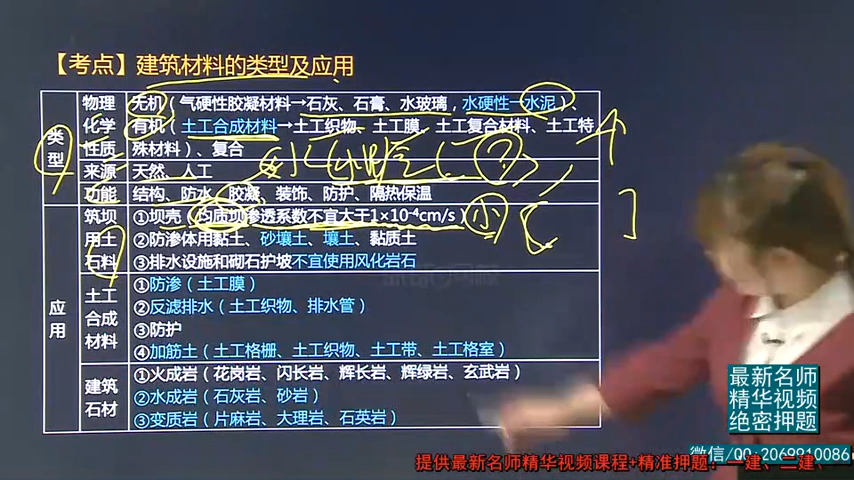 【考点】建筑材料的类型及应用
类型
物理化学性质
无机（气硬性胶凝材料→石灰、石膏、水玻璃，水硬性—水泥）、
有机（土工合成材料→土工织物、土工膜、土工复合材料、土工特
殊材料）、复合
来源 天然、人工
功能 结构、防水、胶凝、装饰、防护、隔热保温
应用
筑坝用土石料
①坝壳（均质坝渗透系数不宜大于1×10⁻⁴cm/s）
②防渗体用黏土、砂壤土、壤土、黏质土
③排水设施和砌石护坡不宜使用风化岩石
土工合成材料
①防渗（土工膜）
②反滤排水（土工织物、排水管）
③防护
④加筋土（土工格栅、土工织物、土工带、土工格室）
建筑石材
①火成岩（花岗岩、闪长岩、辉长岩、辉绿岩、玄武岩）
②水成岩（石灰岩、砂岩）
③变质岩（片麻岩、大理岩、石英岩）
小
？
最新名师
精华视频
绝密押题
微信/QQ:2069910086
提供最新名师精华视频课程+精准押题！一建、二建、